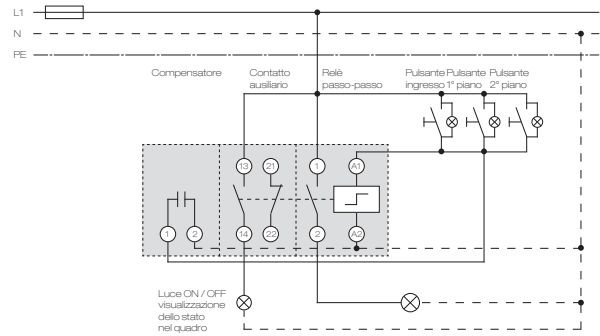 L1
N
PE
Compensatore
Contatto
ausiliario
Relè
passo-passo
Pulsante
ingresso
Pulsante
1° piano
Pulsante
2° piano
13
21
1
A1
1
2
14
22
2
A2
Luce ON / OFF
visualizzazione
dello stato
nel quadro